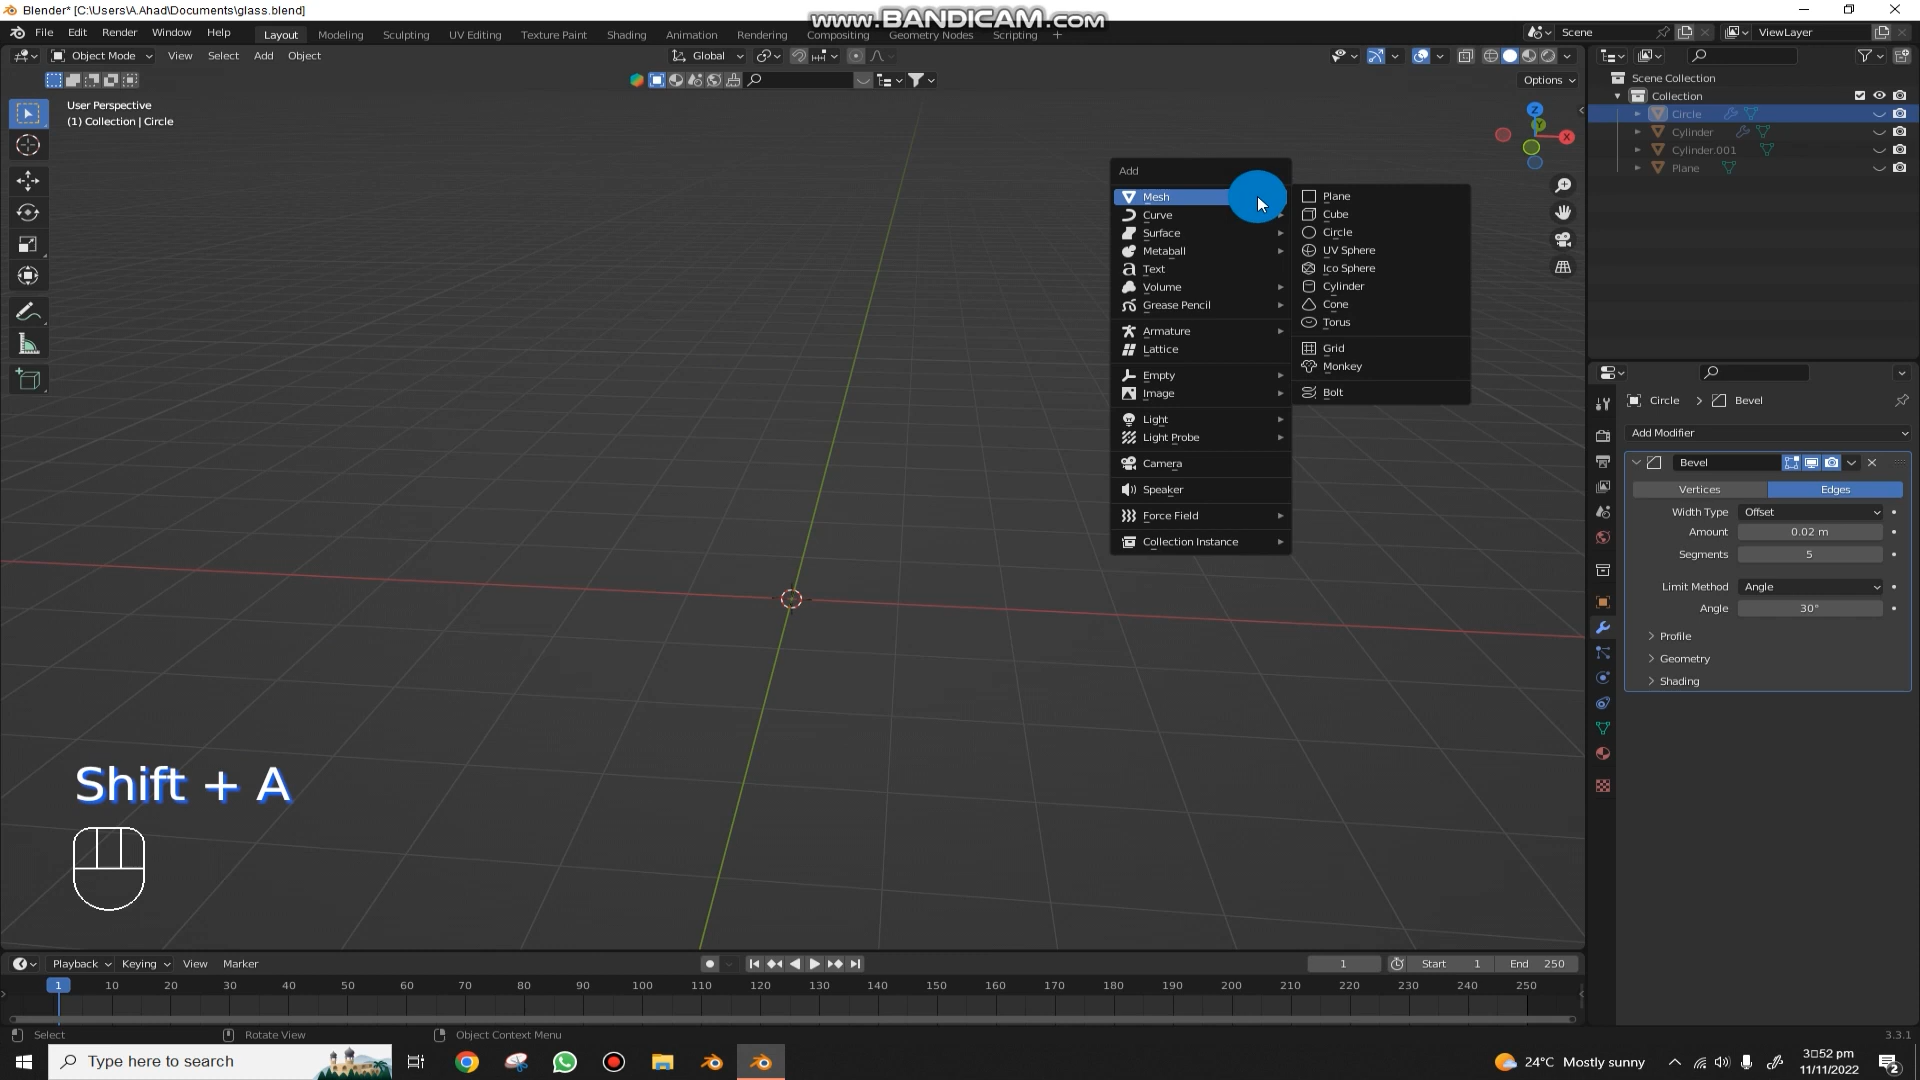 Blender* [C:\Users\A.Ahad\Documents\glass.blend]
www.BANDICAM.com
File Edit Render Window Help Layout Modeling Sculpting UV Editing Texture Paint Shading Animation Rendering Compositing Geometry Nodes Scripting + Scene ViewLayer
Object Mode View Select Add Object Global
Options
User Perspective
(1) Collection | Circle
Z
Y
X
Add
Mesh
Curve
Surface
Metaball
Text
Volume
Grease Pencil
Armature
Lattice
Empty
Image
Light
Light Probe
Camera
Speaker
Force Field
Collection Instance
Plane
Cube
Circle
UV Sphere
Ico Sphere
Cylinder
Cone
Torus
Grid
Monkey
Bolt
Scene Collection
Collection
Circle
Cylinder
Cylinder.001
Plane
Circle > Bevel
Add Modifier
Bevel
Vertices Edges
Width Type Offset
Amount 0.02 m
Segments 5
Limit Method Angle
Angle 30°
Profile
Geometry
Shading
Shift + A
Playback Keying View Marker 1 Start 1 End 250
1 10 20 30 40 50 60 70 80 90 100 110 120 130 140 150 160 170 180 190 200 210 220 230 240 250
Select Rotate View Object Context Menu 3.3.1
Type here to search 24°C Mostly sunny 3□52 pm
11/11/2022
2